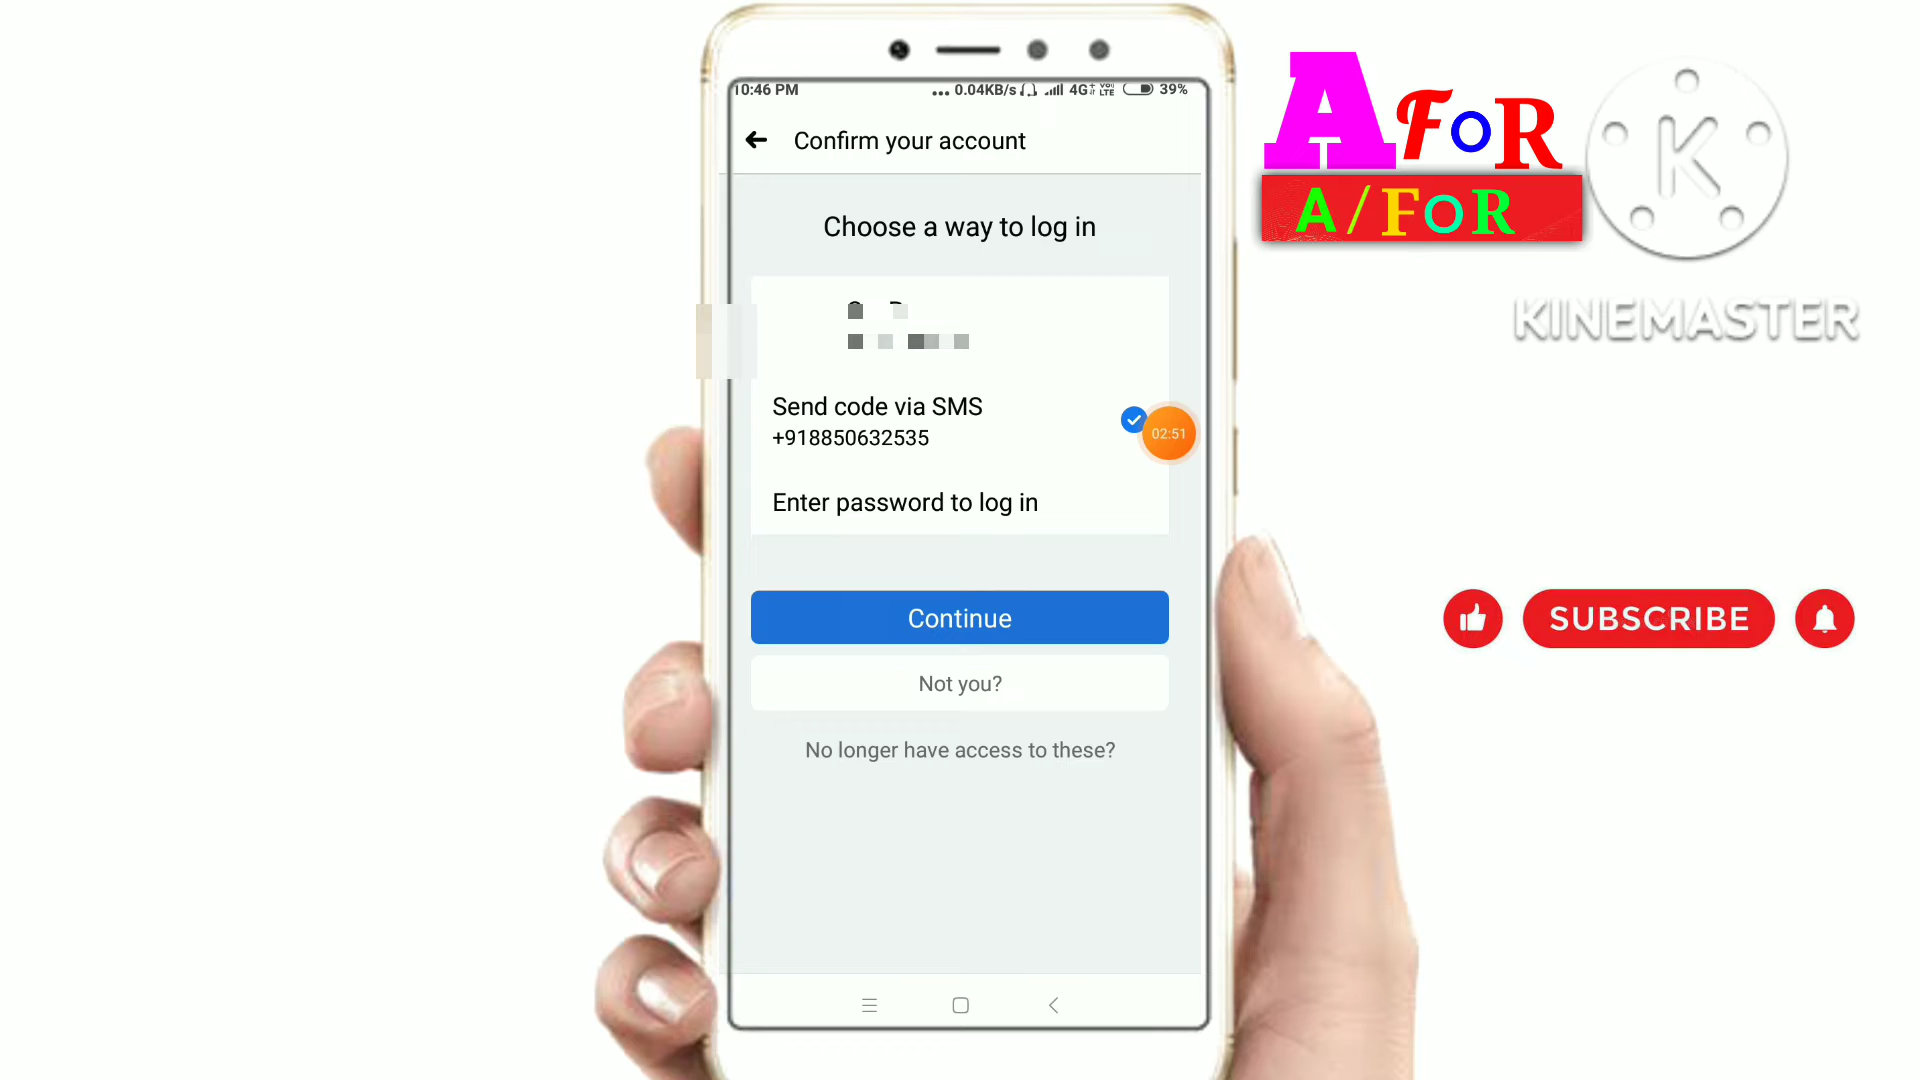 10:46 PM
0.04KB/s 4G+ VoLTE 39%
Confirm your account
Choose a way to log in
Send code via SMS
+918850632535
02:51
Enter password to log in
Continue
Not you?
No longer have access to these?
A FoR
A/FoR
K
KINEMASTER
SUBSCRIBE